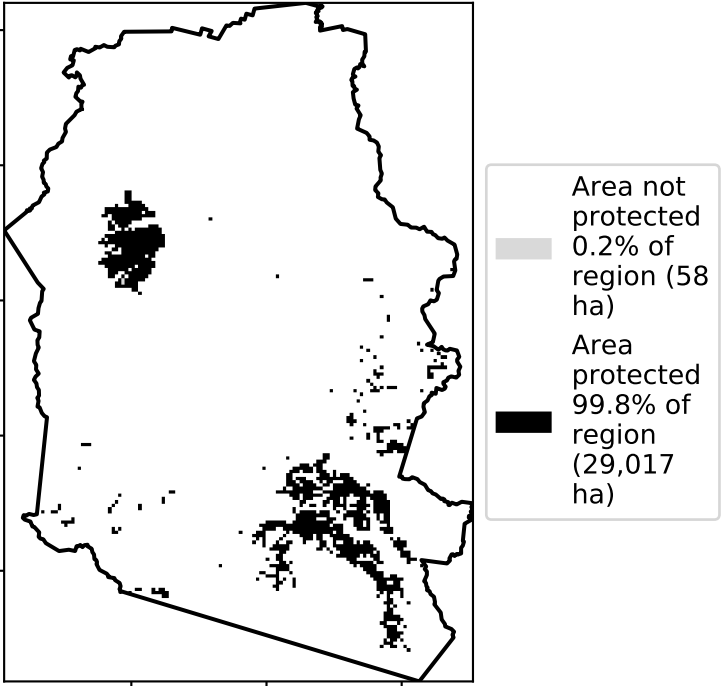 Area not
protected
0.2% of
region (58
ha)
Area
protected
99.8% of
region
(29,017
ha)